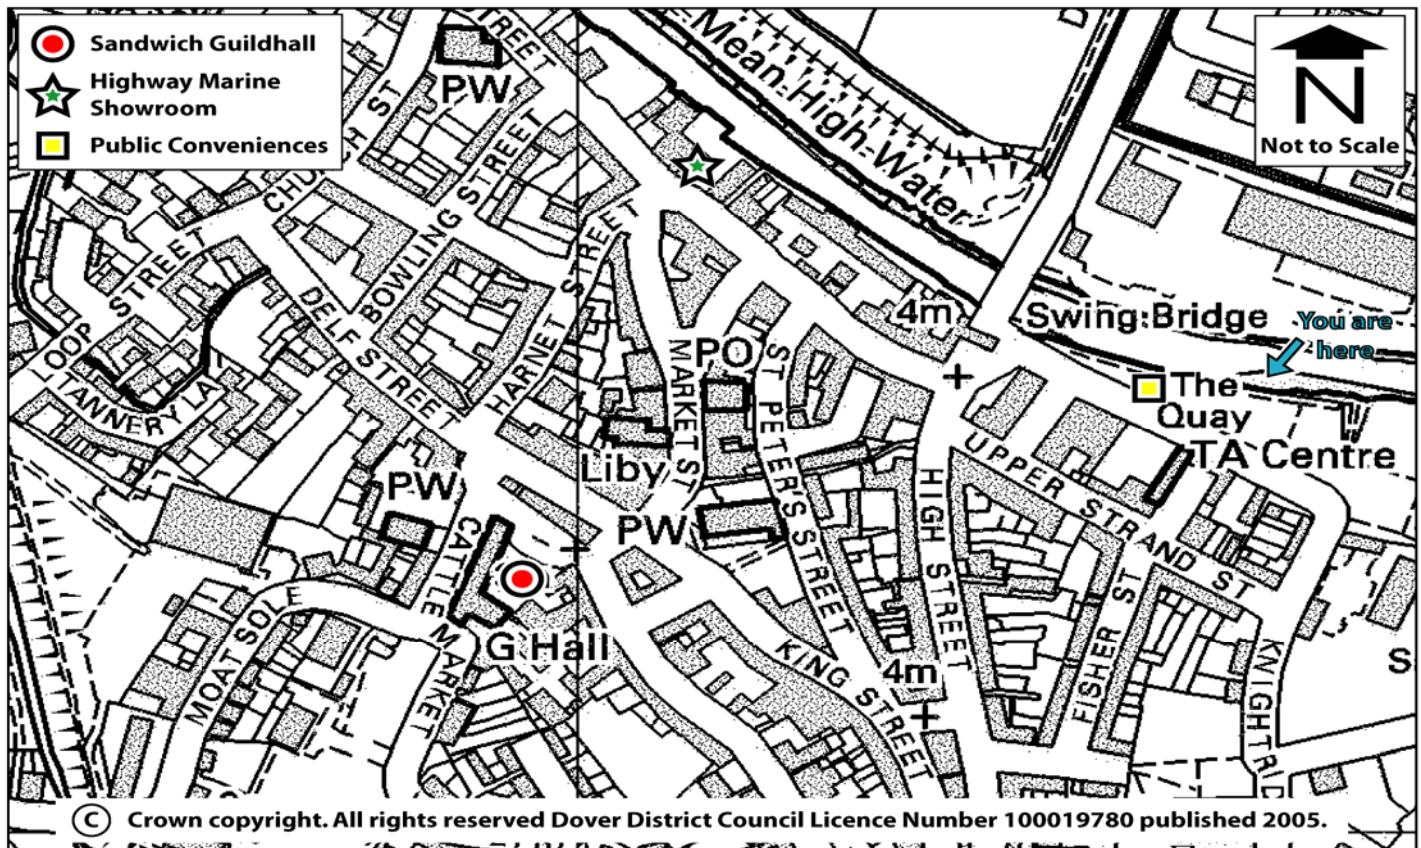 Sandwich Guildhall
Highway Marine
Showroom
Public Conveniences
N
Not to Scale
STREET
PW
CHURCH ST
BOWLING STREET
Mean High Water
D
LOOP STREET
TANNERY LA
DELF STREET
HARNET STREET
MARKET ST
PO
ST PETER'S STREET
4m
Swing Bridge
You are
here
The
Quay
TA Centre
UPPER STRAND ST
HIGH STREET
Liby
PW
PW
CATTLE MARKET
G Hall
MOAT SOLE
KING STREET
4m
FISHER ST
KNIGHTRID
S
© Crown copyright. All rights reserved Dover District Council Licence Number 100019780 published 2005.